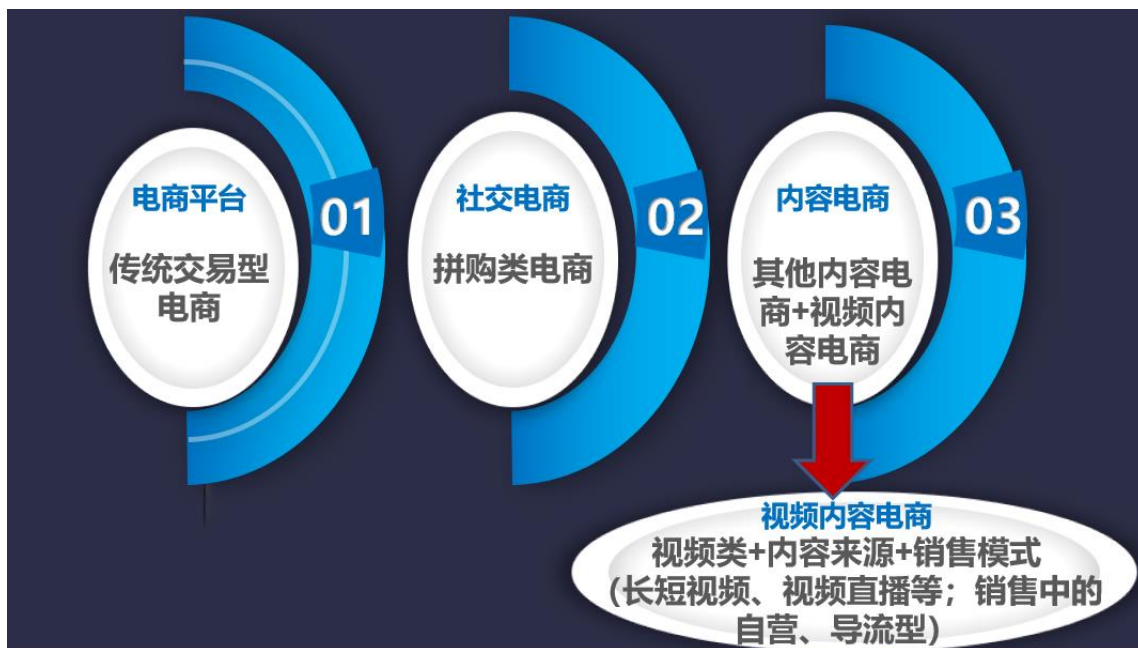 电商平台
传统交易型
电商
01
社交电商
拼购类电商
02
内容电商
其他内容电
商+视频内
容电商
03
视频内容电商
视频类+内容来源+销售模式
(长短视频、视频直播等；销售中的
自营、导流型)